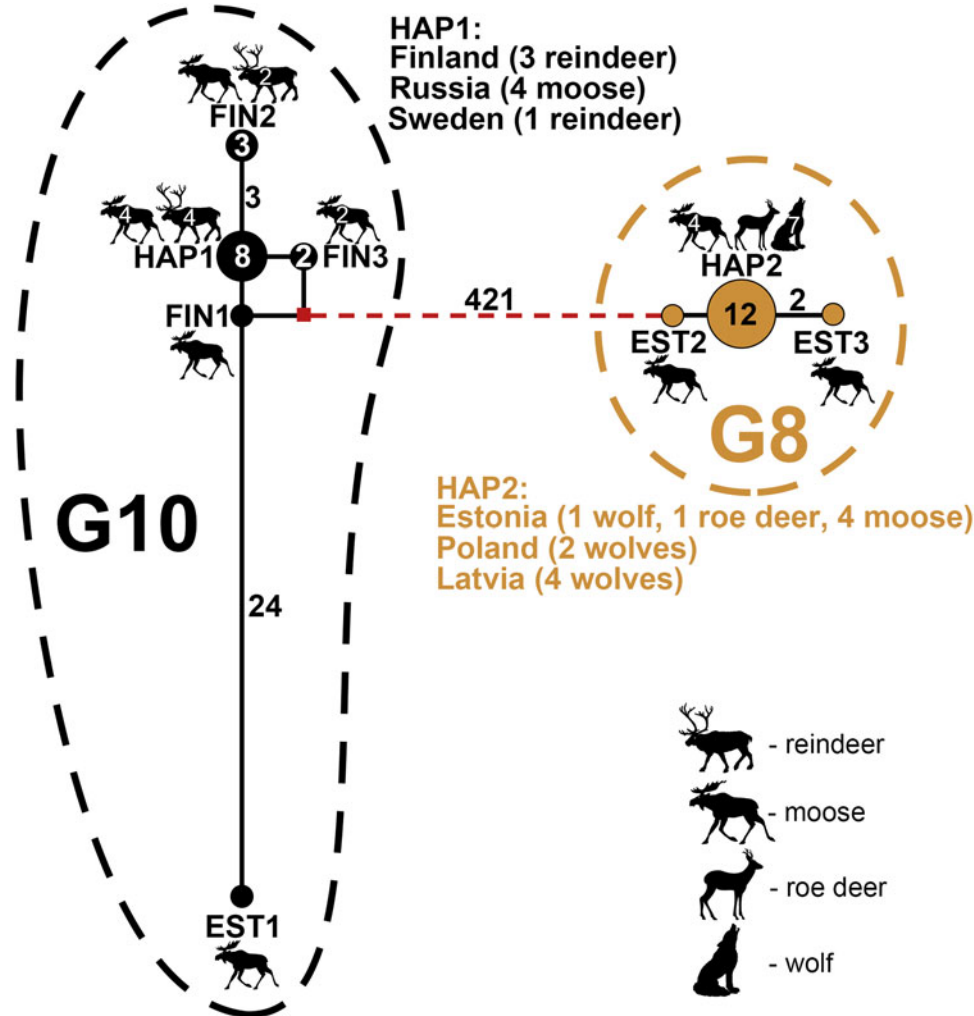 HAP1:
Finland (3 reindeer)
Russia (4 moose)
Sweden (1 reindeer)
2
FIN2
3
3
4 4
2
HAP1
8
2
FIN3
FIN1
421
4 7
HAP2
12
2
EST2
EST3
G8
G10
HAP2:
Estonia (1 wolf, 1 roe deer, 4 moose)
Poland (2 wolves)
Latvia (4 wolves)
24
EST1
- reindeer
- moose
- roe deer
- wolf